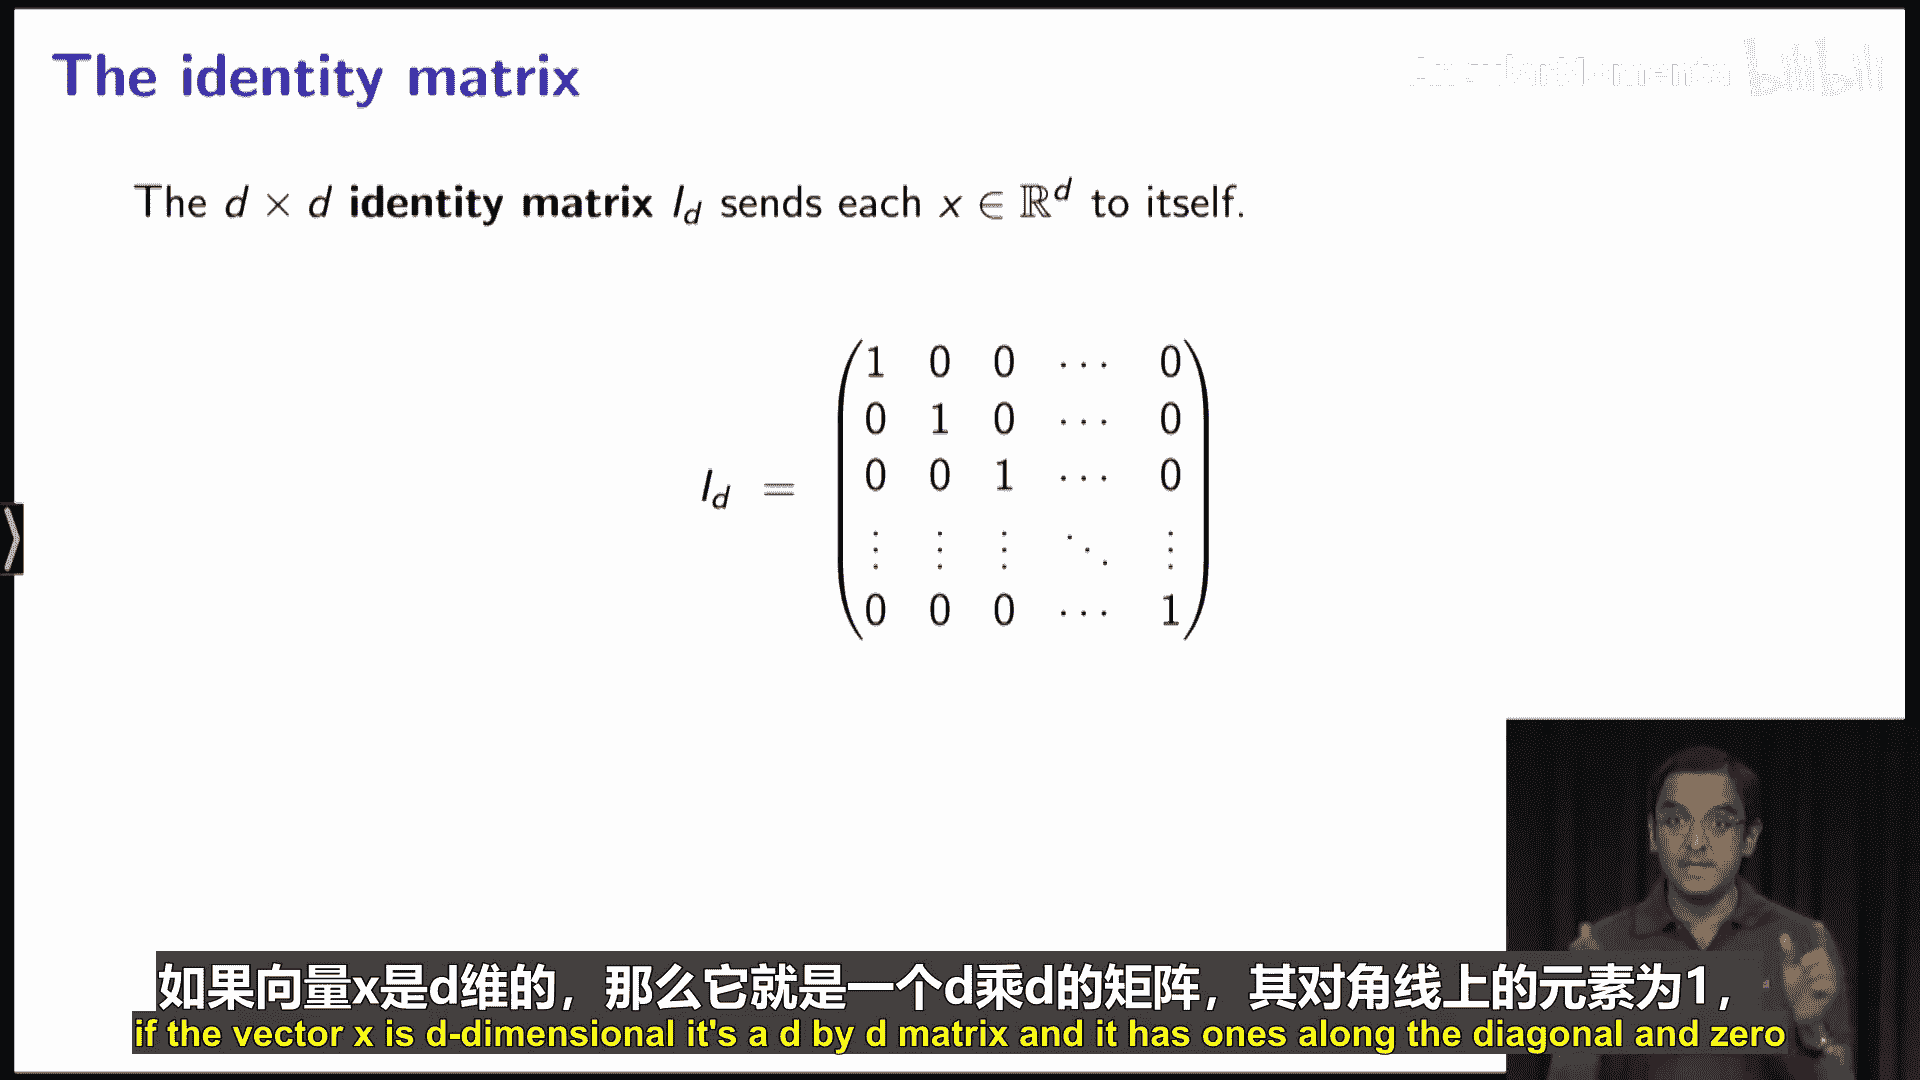 The identity matrix
bilibili
The d × d identity matrix I_d sends each x ∈ ℝ^d to itself.
I_d =
1 0 0 ··· 0
0 1 0 ··· 0
0 0 1 ··· 0
⋮ ⋮ ⋮ ⋱ ⋮
0 0 0 ··· 1
如果向量x是d维的，那么它就是一个d乘d的矩阵，其对角线上的元素为1，
if the vector x is d-dimensional it's a d by d matrix and it has ones along the diagonal and zero